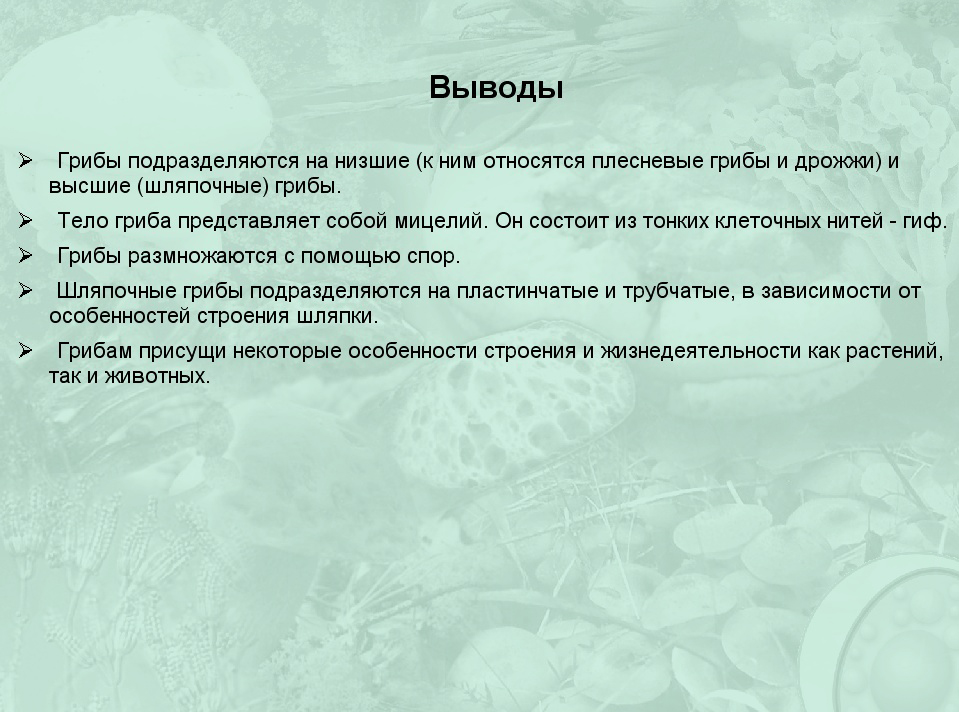 Выводы
➢ Грибы подразделяются на низшие (к ним относятся плесневые грибы и дрожжи) и
высшие (шляпочные) грибы.
➢ Тело гриба представляет собой мицелий. Он состоит из тонких клеточных нитей - гиф.
➢ Грибы размножаются с помощью спор.
➢ Шляпочные грибы подразделяются на пластинчатые и трубчатые, в зависимости от
особенностей строения шляпки.
➢ Грибам присущи некоторые особенности строения и жизнедеятельности как растений,
так и животных.